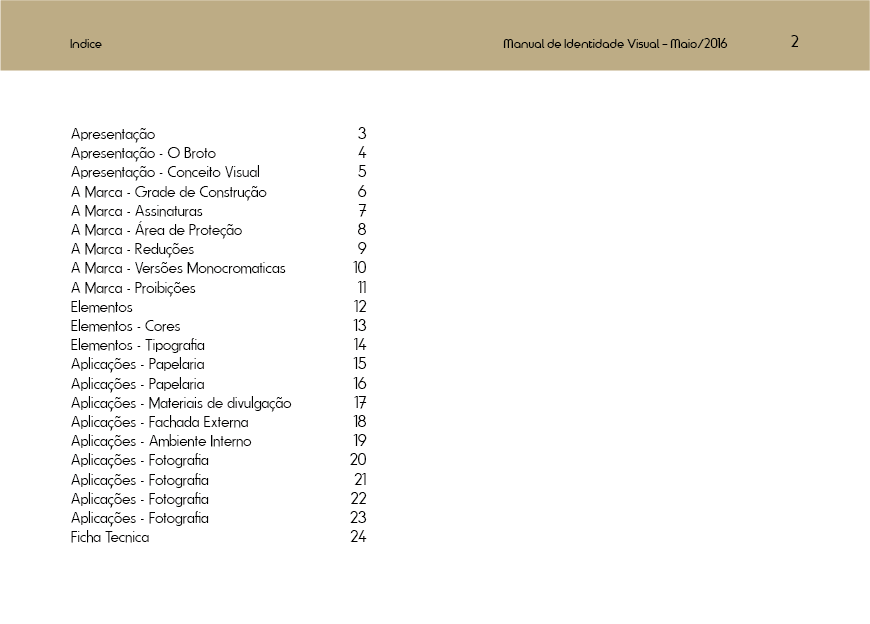 Indice
Manual de Identidade Visual - Maio/2016
2
Apresentação 3
Apresentação - O Broto 4
Apresentação - Conceito Visual 5
A Marca - Grade de Construção 6
A Marca - Assinaturas 7
A Marca - Área de Proteção 8
A Marca - Reduções 9
A Marca - Versões Monocromaticas 10
A Marca - Proibições 11
Elementos 12
Elementos - Cores 13
Elementos - Tipografia 14
Aplicações - Papelaria 15
Aplicações - Papelaria 16
Aplicações - Materiais de divulgação 17
Aplicações - Fachada Externa 18
Aplicações - Ambiente Interno 19
Aplicações - Fotografia 20
Aplicações - Fotografia 21
Aplicações - Fotografia 22
Aplicações - Fotografia 23
Ficha Tecnica 24